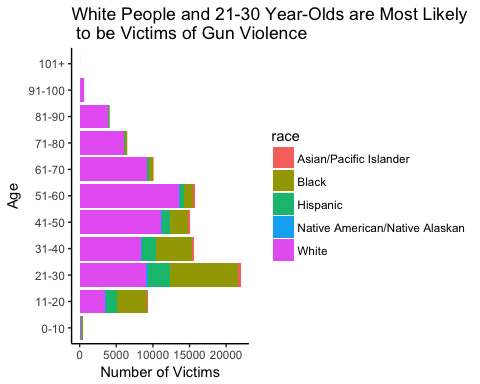 White People and 21-30 Year-Olds are Most Likely
to be Victims of Gun Violence
101+
91-100
81-90
71-80
61-70
51-60
41-50
31-40
21-30
11-20
0-10
Age
0 5000 10000 15000 20000
Number of Victims
race
Asian/Pacific Islander
Black
Hispanic
Native American/Native Alaskan
White